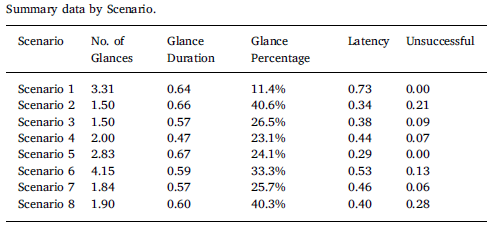 Summary data by Scenario.
Scenario No. of Glances Glance Duration Glance Percentage Latency Unsuccessful
Scenario 1 3.31 0.64 11.4% 0.73 0.00
Scenario 2 1.50 0.66 40.6% 0.34 0.21
Scenario 3 1.50 0.57 26.5% 0.38 0.09
Scenario 4 2.00 0.47 23.1% 0.44 0.07
Scenario 5 2.83 0.67 24.1% 0.29 0.00
Scenario 6 4.15 0.59 33.3% 0.53 0.13
Scenario 7 1.84 0.57 25.7% 0.46 0.06
Scenario 8 1.90 0.60 40.3% 0.40 0.28